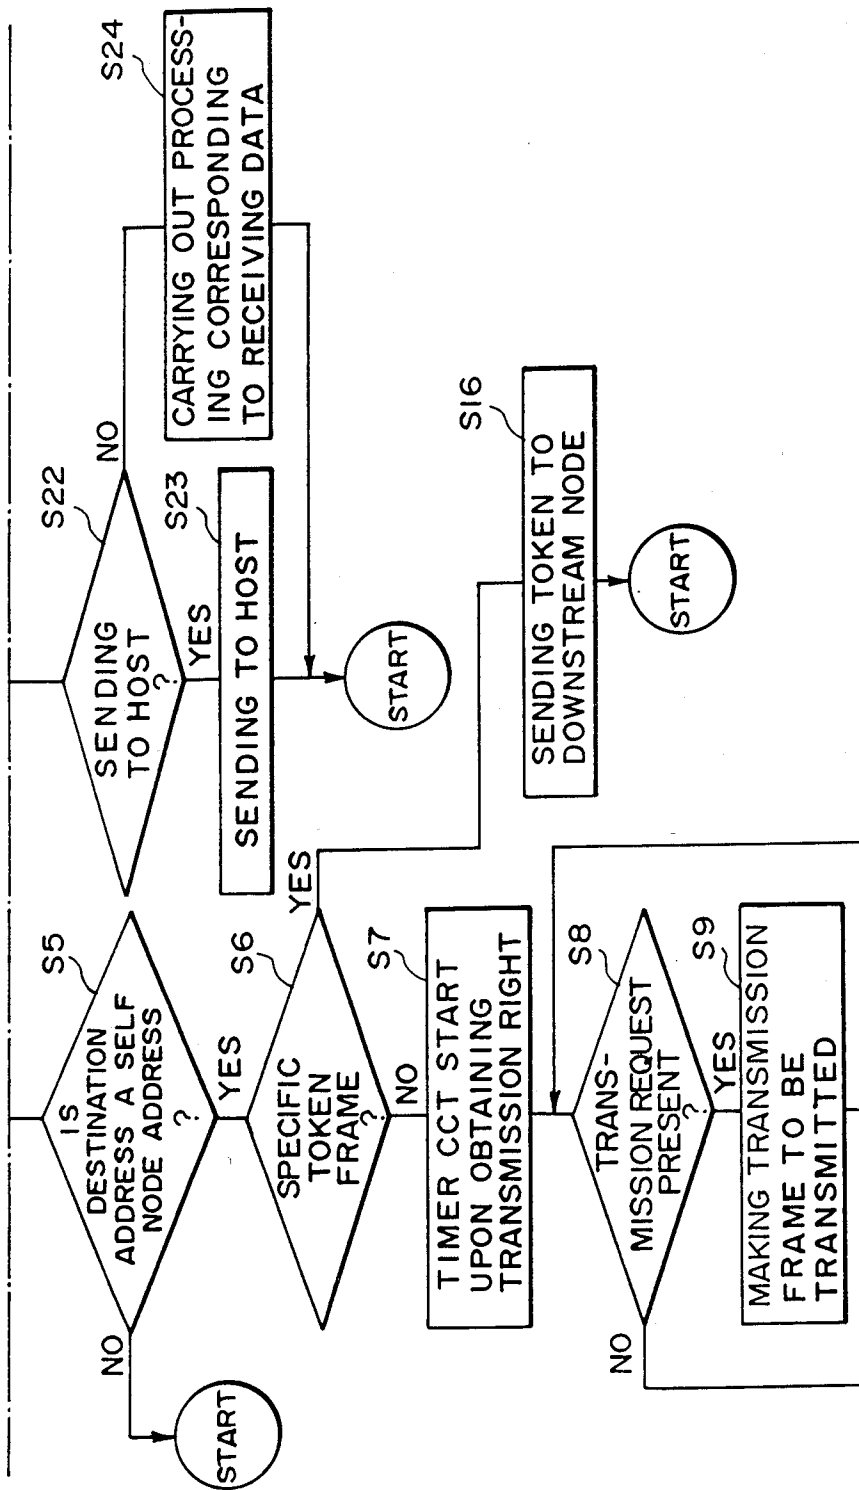 S5
IS
DESTINATION
ADDRESS A SELF
NODE ADDRESS
?
NO
START
YES
S6
SPECIFIC
TOKEN
FRAME
?
YES
NO
S7
TIMER CCT START
UPON OBTAINING
TRANSMISSION RIGHT
S8
TRANS-
MISSION REQUEST
PRESENT
?
NO
YES
S9
MAKING TRANSMISSION
FRAME TO BE
TRANSMITTED
S16
SENDING TOKEN TO
DOWNSTREAM NODE
START
S22
SENDING
TO HOST
?
NO
YES
S23
SENDING TO HOST
START
S24
CARRYING OUT PROCESS-
ING CORRESPONDING
TO RECEIVING DATA